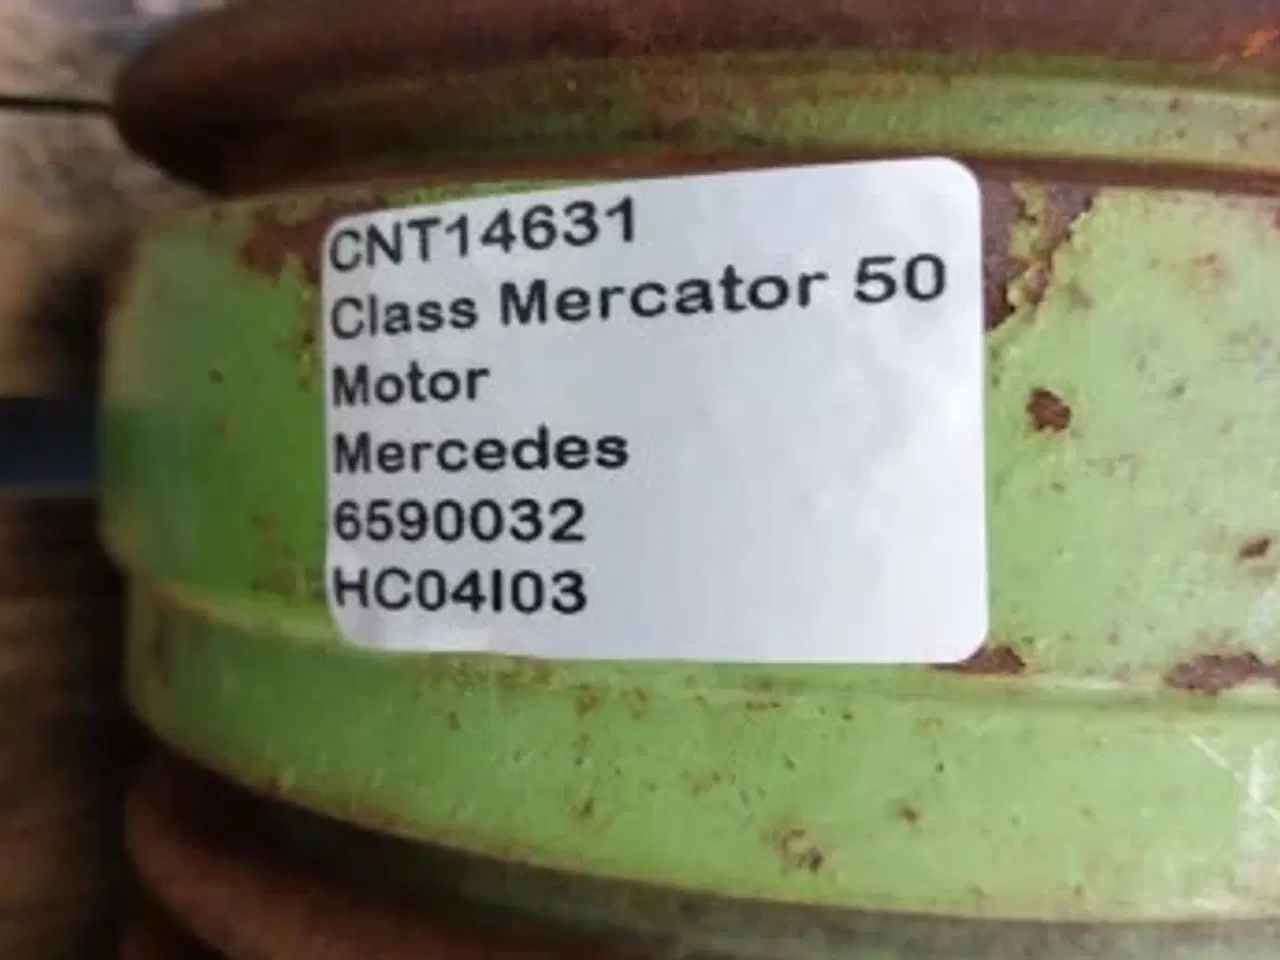 CNT14631
Class Mercator 50
Motor
Mercedes
6590032
HC04I03